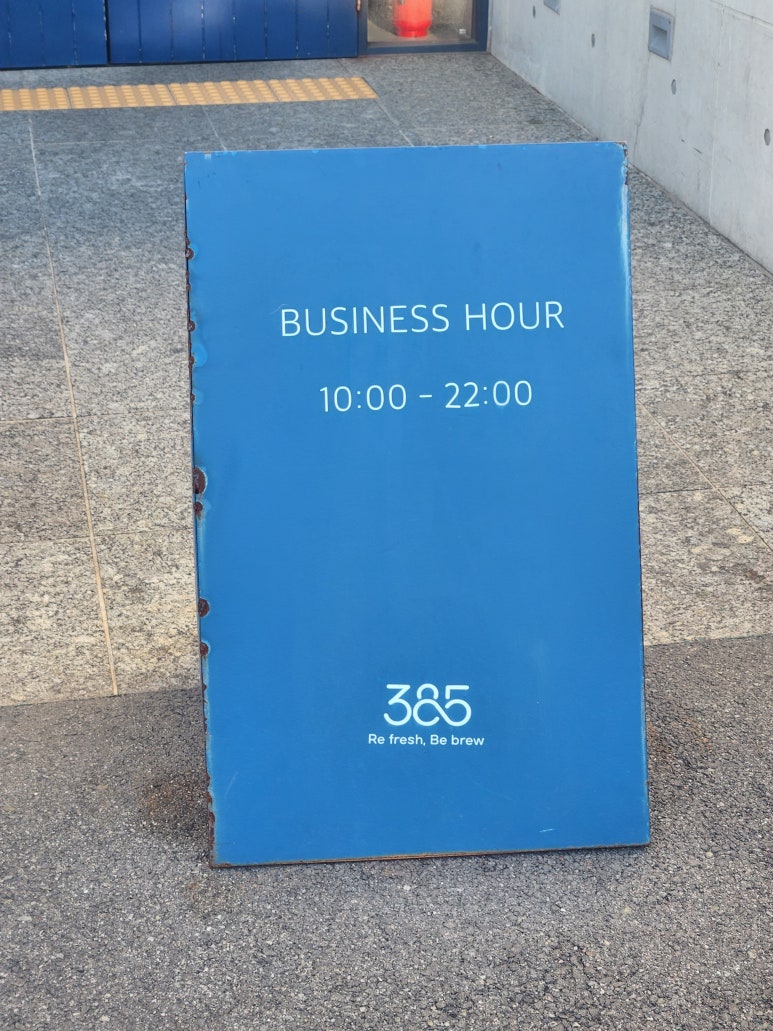 BUSINESS HOUR
10:00 - 22:00
385
Re fresh, Be brew